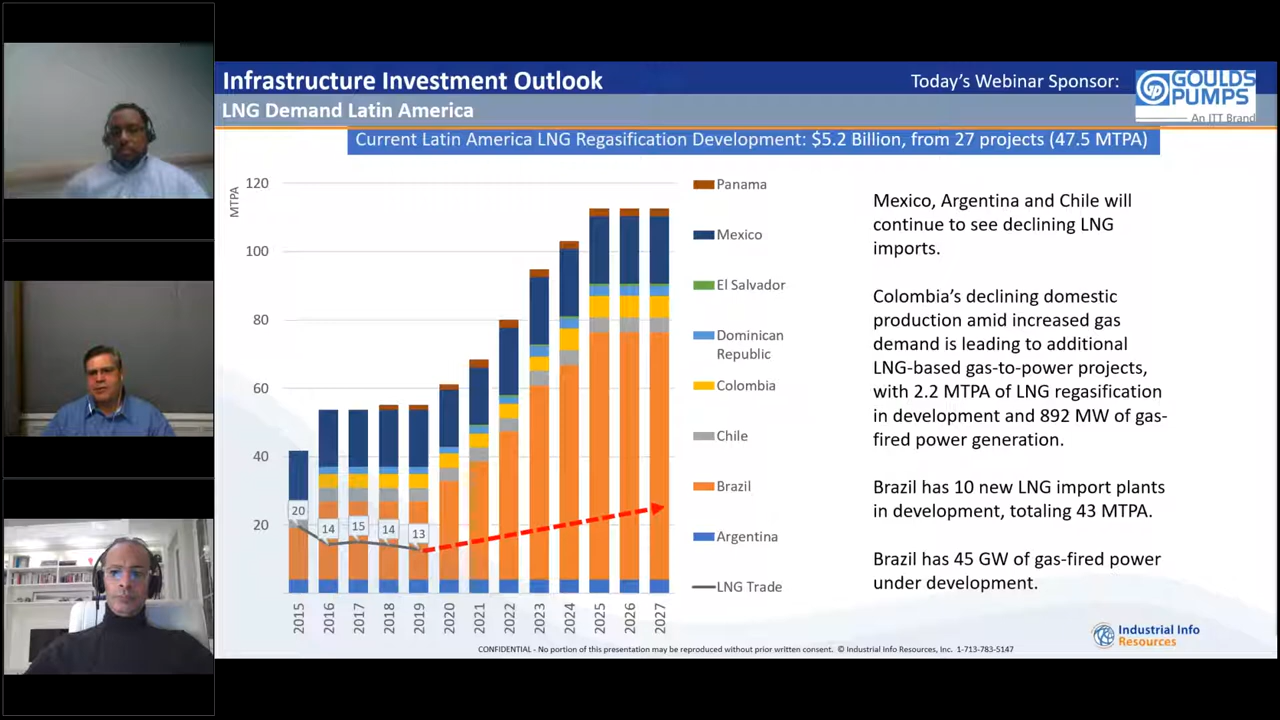 Infrastructure Investment Outlook
Today's Webinar Sponsor:
GOULDS
PUMPS
An ITT Brand
LNG Demand Latin America
Current Latin America LNG Regasification Development: $5.2 Billion, from 27 projects (47.5 MTPA)
MTPA
120
100
80
60
40
20
20
14
15
14
13
2015
2016
2017
2018
2019
2020
2021
2022
2023
2024
2025
2026
2027
Panama
Mexico
El Salvador
Dominican
Republic
Colombia
Chile
Brazil
Argentina
LNG Trade
Mexico, Argentina and Chile will
continue to see declining LNG
imports.
Colombia's declining domestic
production amid increased gas
demand is leading to additional
LNG-based gas-to-power projects,
with 2.2 MTPA of LNG regasification
in development and 892 MW of gas-
fired power generation.
Brazil has 10 new LNG import plants
in development, totaling 43 MTPA.
Brazil has 45 GW of gas-fired power
under development.
Industrial Info
Resources
CONFIDENTIAL - No portion of this presentation may be reproduced without prior written consent. © Industrial Info Resources, Inc. 1-713-783-5147